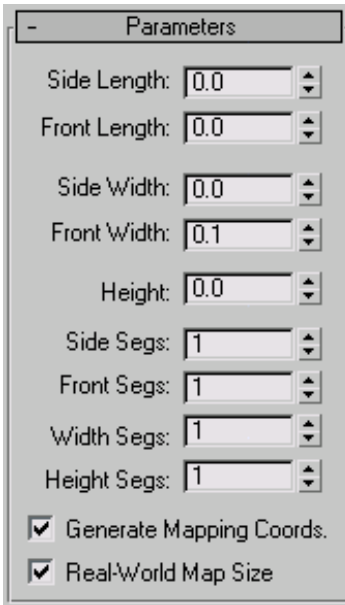 - Parameters
Side Length: 0.0
Front Length: 0.0
Side Width: 0.0
Front Width: 0.1
Height: 0.0
Side Segs: 1
Front Segs: 1
Width Segs: 1
Height Segs: 1
Generate Mapping Coords.
Real-World Map Size